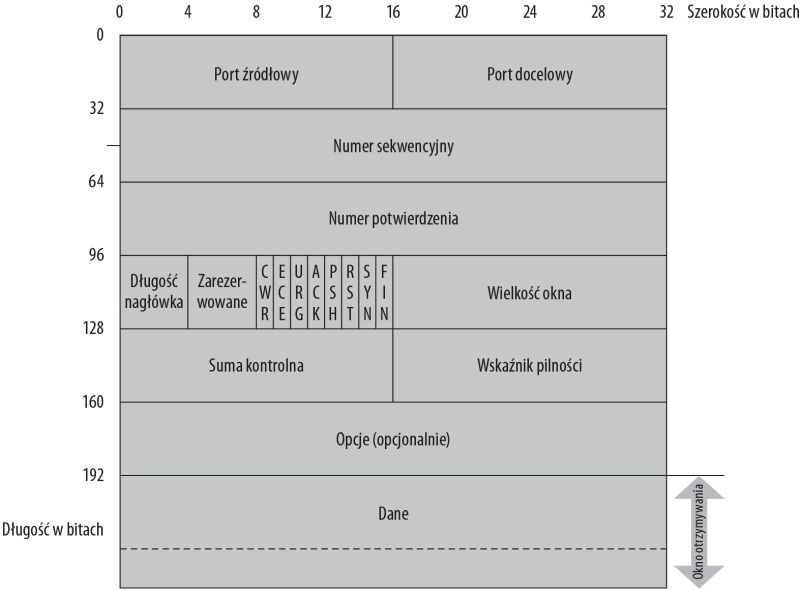 0 4 8 12 16 20 24 28 32 Szerokość w bitach
0
Port źródłowy Port docelowy
32
Numer sekwencyjny
64
Numer potwierdzenia
96
Długość nagłówka Zarezer-wowane CWR ECE URG ACK PSH RST SYN FIN Wielkość okna
128
Suma kontrolna Wskaźnik pilności
160
Opcje (opcjonalnie)
192
Dane
Długość w bitach
Okno otrzymywania